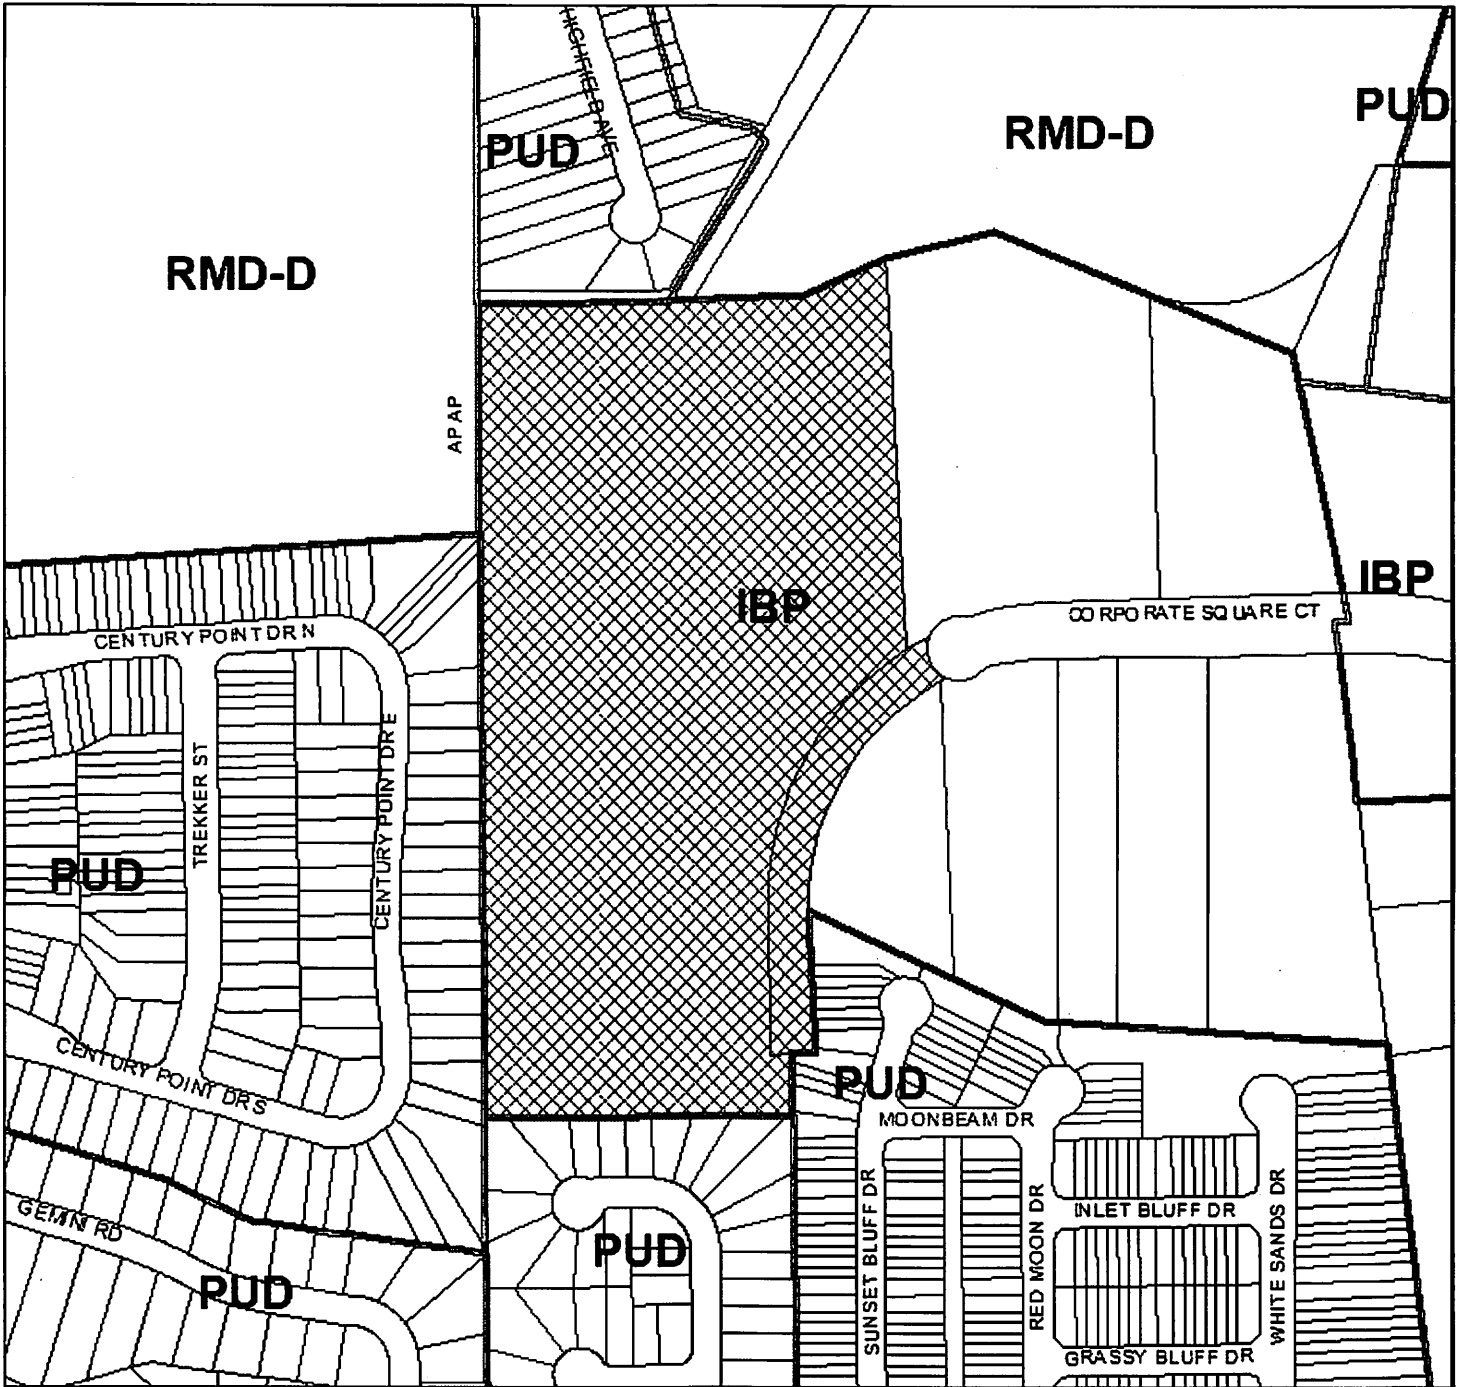 HIGHFIELD AVE
PUD
RMD-D
PUD
RMD-D
AP AP
IBP
IBP
CORPORATE SQUARE CT
CENTURY POINT DR N
TREKKER ST
CENTURY POINT DR E
PUD
CENTURY POINT DR S
PUD
MOONBEAM DR
GEMINI RD
PUD
PUD
SUNSET BLUFF DR
RED MOON DR
INLET BLUFF DR
WHITE SANDS DR
GRASSY BLUFF DR